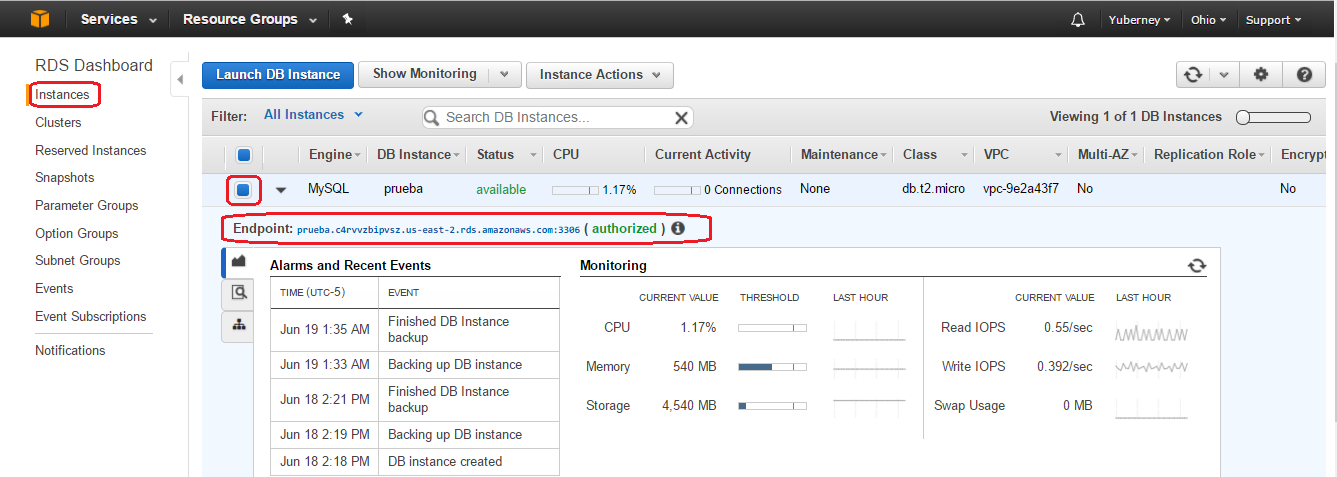 Services Resource Groups Yuberney Ohio Support
RDS Dashboard
Instances
Clusters
Reserved Instances
Snapshots
Parameter Groups
Option Groups
Subnet Groups
Events
Event Subscriptions
Notifications
Launch DB Instance Show Monitoring Instance Actions
Filter: All Instances Search DB Instances... Viewing 1 of 1 DB Instances
Engine DB Instance Status CPU Current Activity Maintenance Class VPC Multi-AZ Replication Role Encrypt
MySQL prueba available 1.17% 0 Connections None db.t2.micro vpc-9e2a43f7 No No
Endpoint: prueba.c4rvvzbipvsz.us-east-2.rds.amazonaws.com:3306 ( authorized )
Alarms and Recent Events
TIME (UTC-5) EVENT
Jun 19 1:35 AM Finished DB Instance
backup
Jun 19 1:33 AM Backing up DB instance
Jun 18 2:21 PM Finished DB Instance
backup
Jun 18 2:19 PM Backing up DB instance
Jun 18 2:18 PM DB instance created
Monitoring
CURRENT VALUE THRESHOLD LAST HOUR CURRENT VALUE LAST HOUR
CPU 1.17% Read IOPS 0.55/sec
Memory 540 MB Write IOPS 0.392/sec
Storage 4,540 MB Swap Usage 0 MB